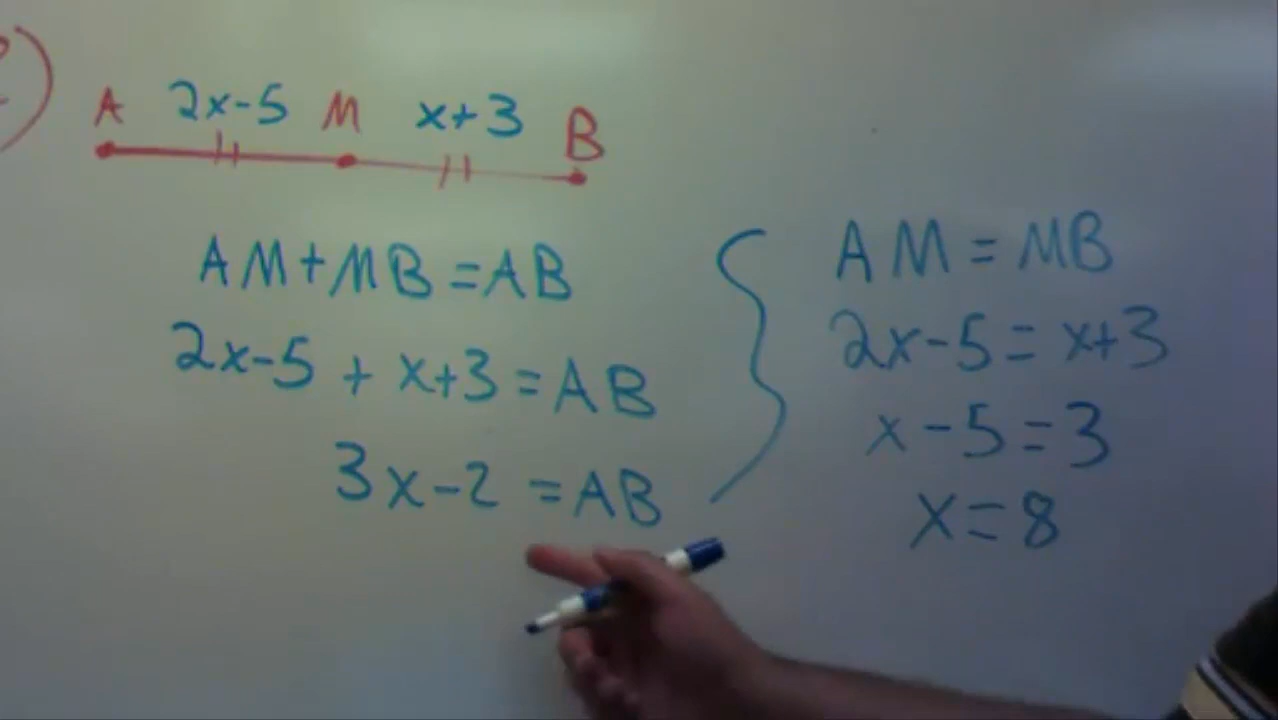 A 2x-5 M x+3 B
AM+MB=AB
2x-5 + x+3 = AB
3x-2 = AB
AM = MB
2x-5 = x+3
x-5=3
x=8